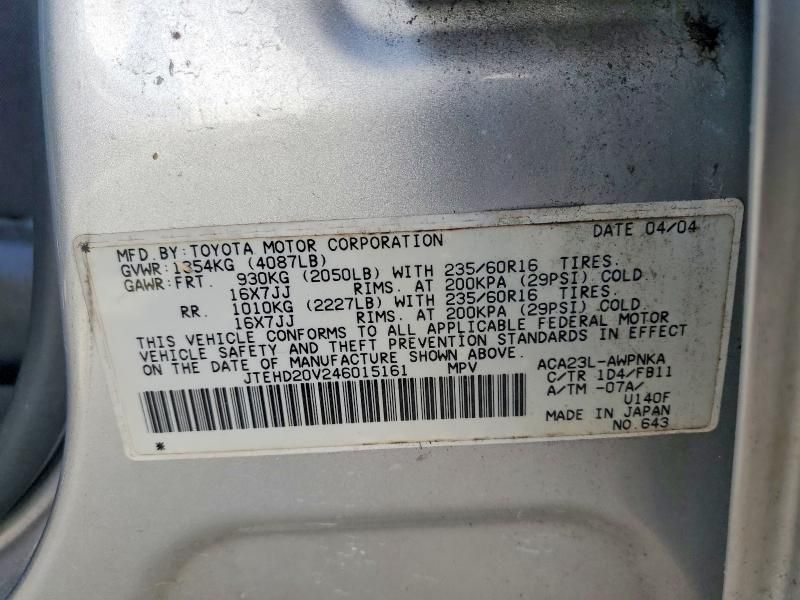 DATE 04/04
MFD.BY:TOYOTA MOTOR CORPORATION
GVWR:1854KG (4087LB)
GAWR:FRT. 930KG (2050LB) WITH 235/60R16 TIRES.
16X7JJ RIMS. AT 200KPA (29PSI) COLD
RR. 1010KG (2227LB) WITH 235/60R16 TIRES.
16X7JJ RIMS. AT 200KPA (29PSI) COLD.
THIS VEHICLE CONFORMS TO ALL APPLICABLE FEDERAL MOTOR
VEHICLE SAFETY AND THEFT PREVENTION STANDARDS IN EFFECT
ON THE DATE OF MANUFACTURE SHOWN ABOVE.
JTEHD20V246015161 MPV
ACA23L-AWPNKA
C/TR 1D4/FB11
A/TM -07A/
U140F
MADE IN JAPAN
NO.643